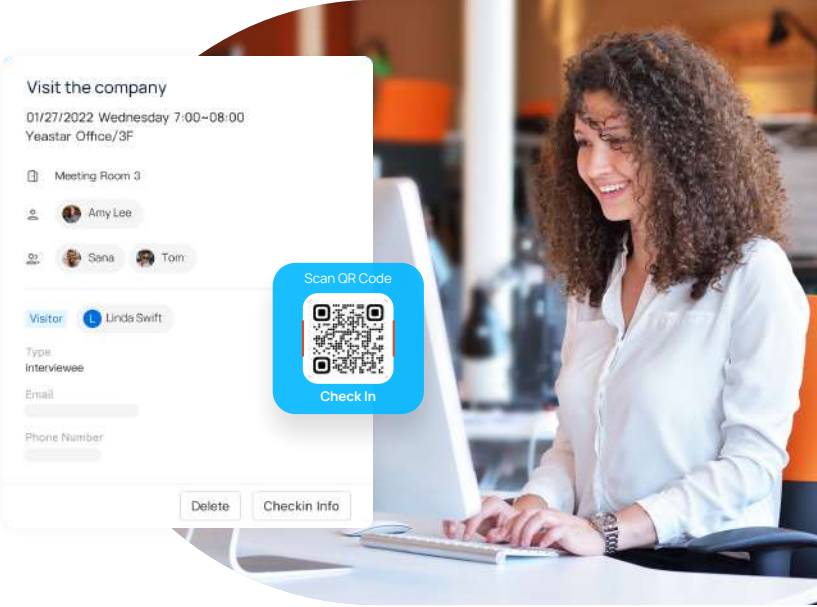 Visit the company
01/27/2022 Wednesday 7:00~08:00
Yeastar Office/3F
Meeting Room 3
Amy Lee
Sana Tom
Scan QR Code
Visitor L Linda Swift
Type
interviewee
Email
Check In
Phone Number
Delete Checkin Info